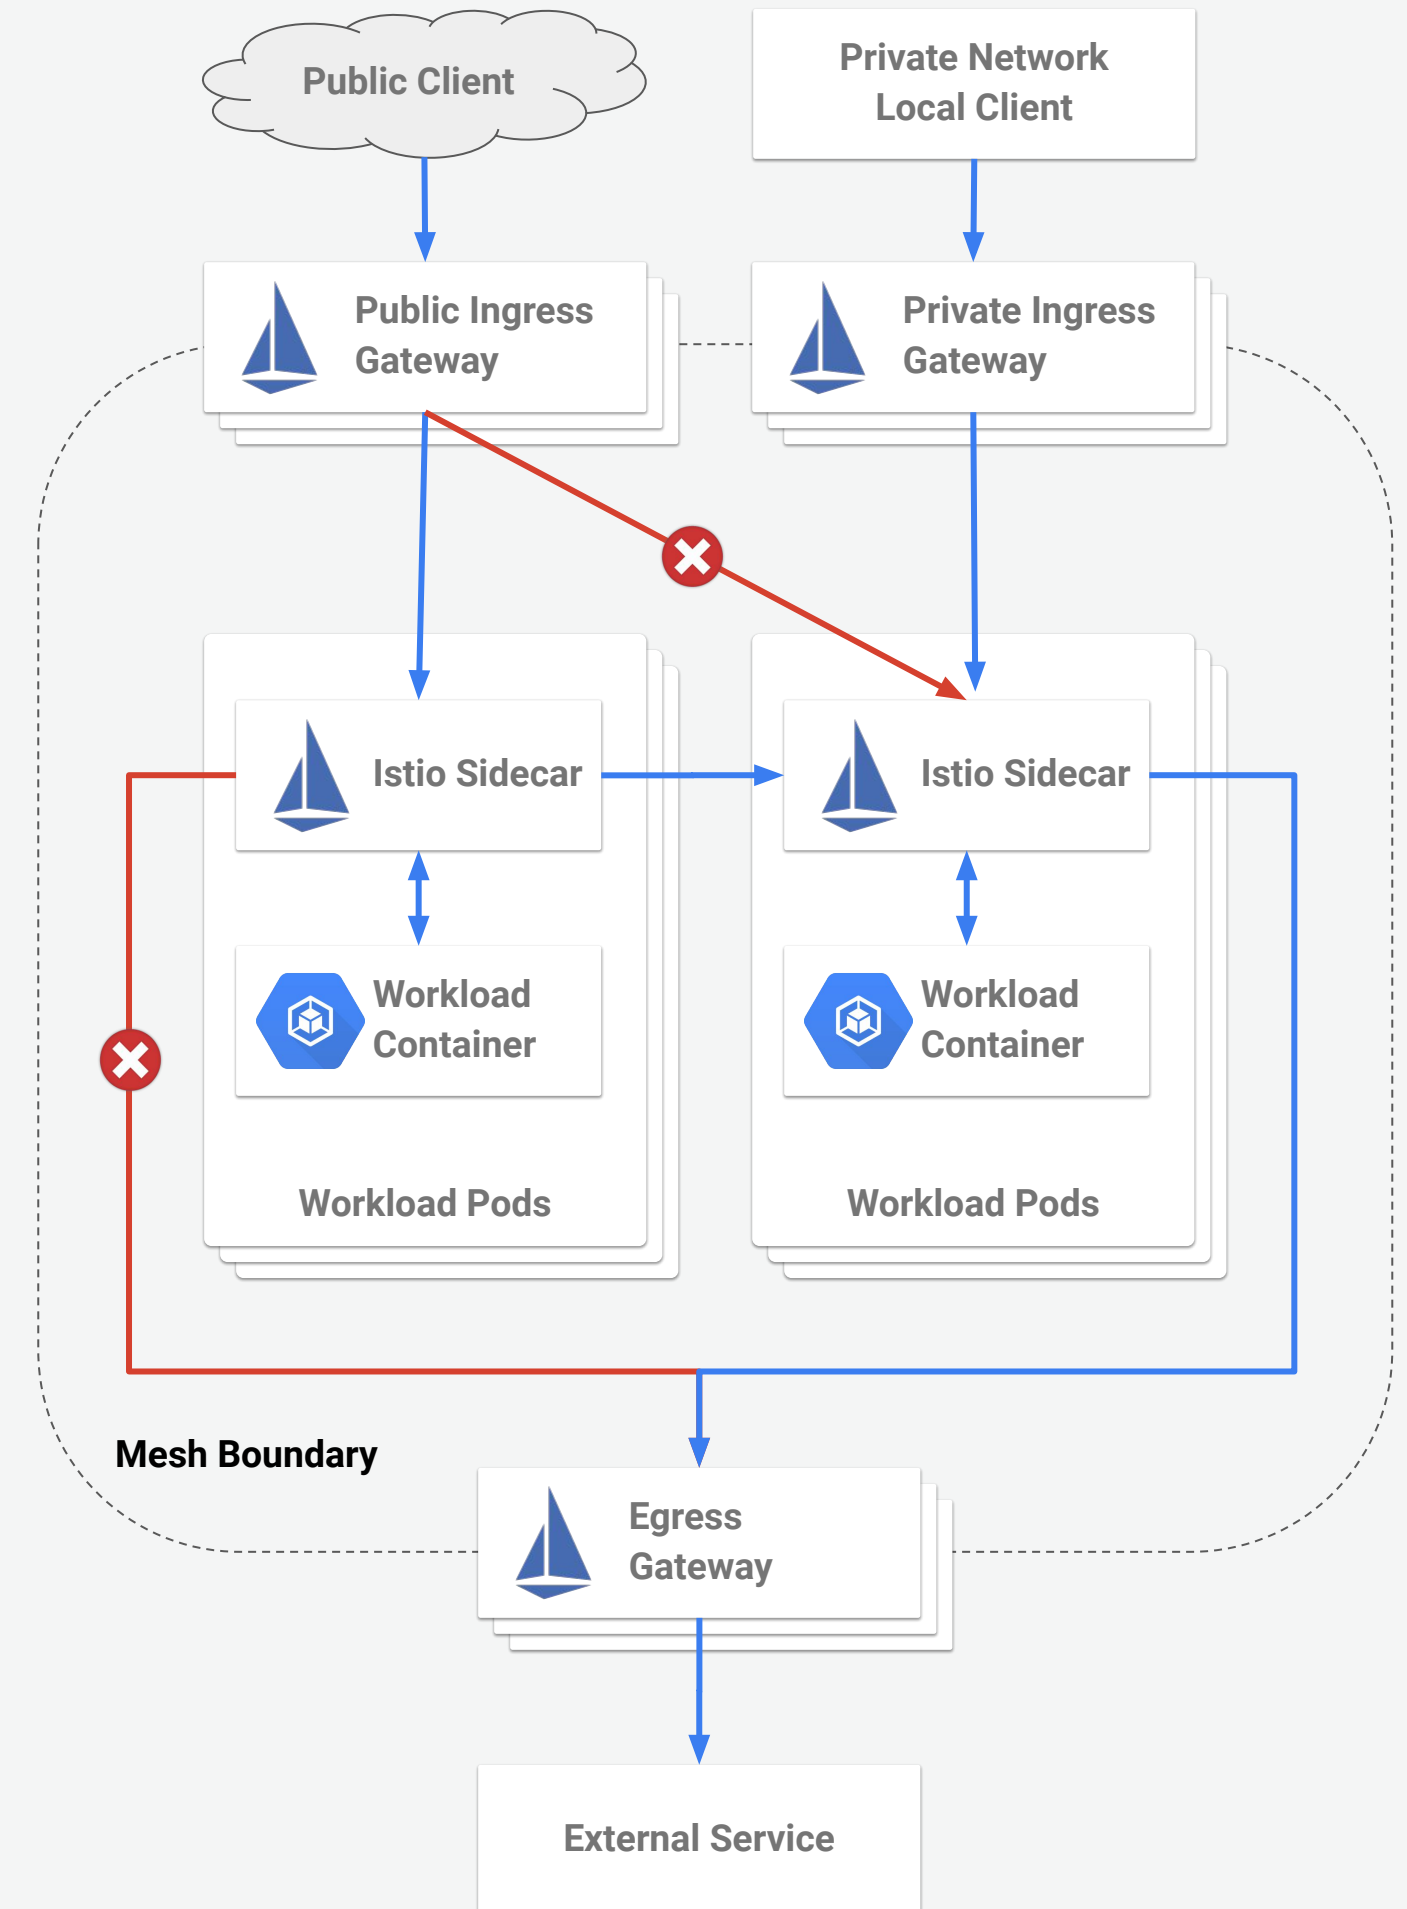 Public Client
Private Network
Local Client
Public Ingress
Gateway
Private Ingress
Gateway
Istio Sidecar
Istio Sidecar
Workload
Container
Workload
Container
Workload Pods
Workload Pods
Mesh Boundary
Egress
Gateway
External Service